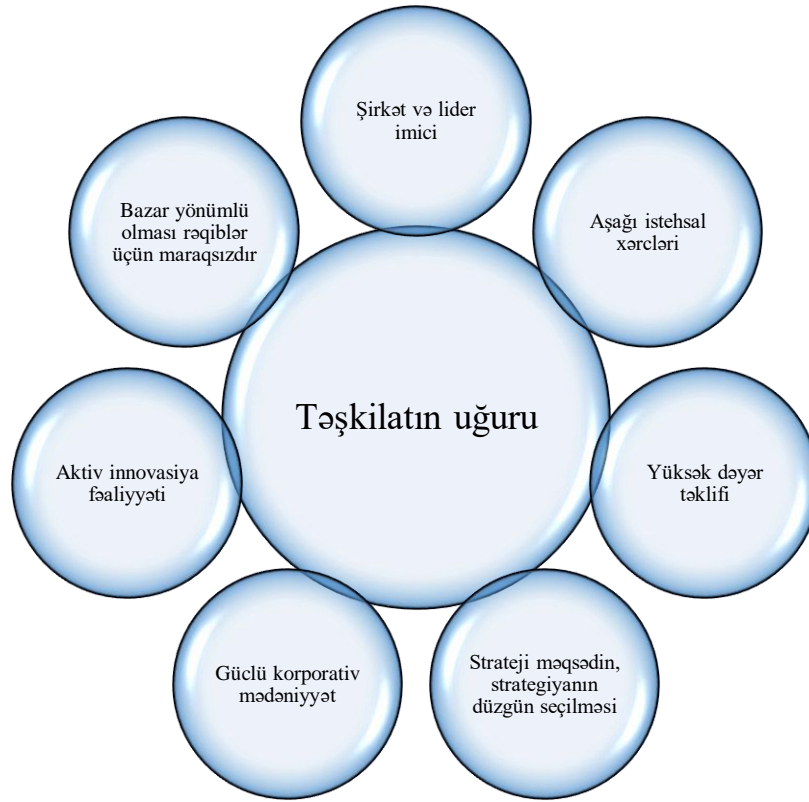 Şirkət və lider
imici
Aşağı istehsal
xərcləri
Yüksək dəyər
təklifi
Strateji məqsədin,
strategiyanın
düzgün seçilməsi
Güclü korporativ
mədəniyyət
Aktiv innovasiya
fəaliyyəti
Bazar yönümlü
olması rəqiblər
üçün maraqsızdır
Təşkilatın uğuru